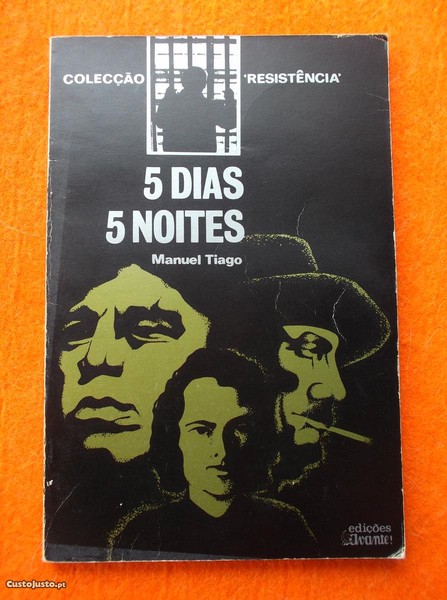 COLECÇÃO 'RESISTÊNCIA'
5 DIAS
5 NOITES
Manuel Tiago
edições
Avante!
CustoJusto.pt